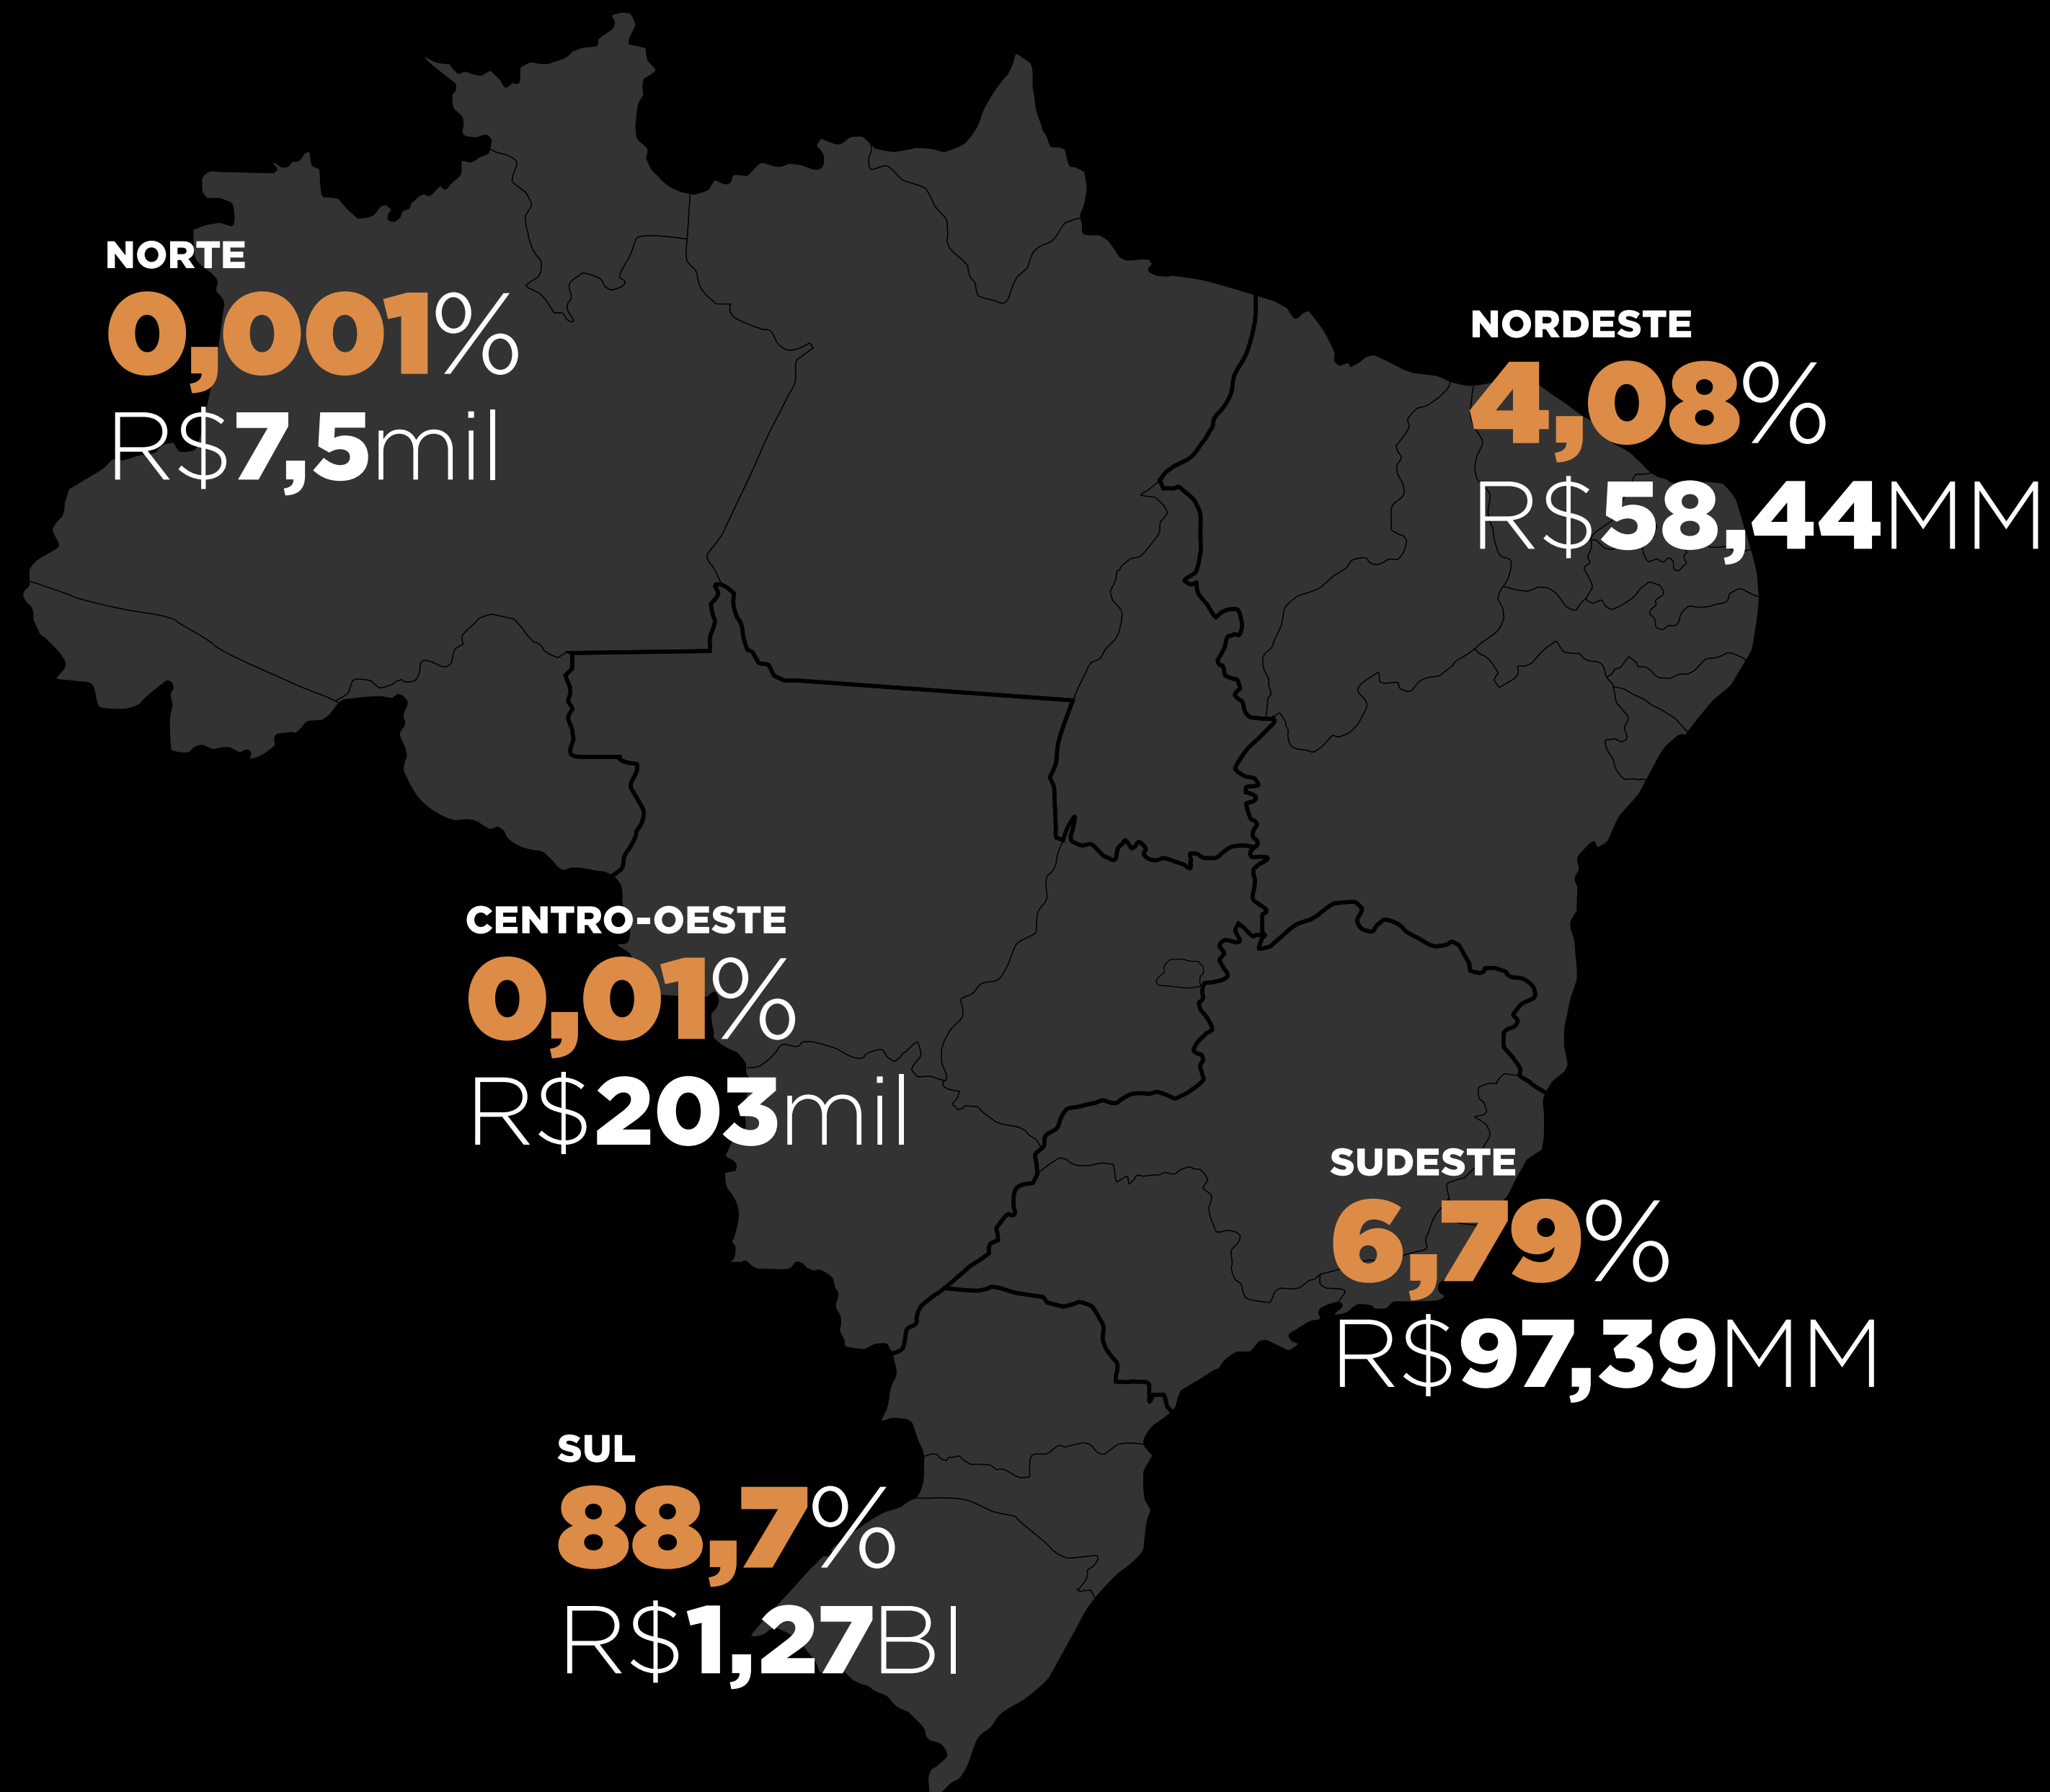 NORTE
0,001%
R$7,5mil
NORDESTE
4,08%
R$58,44MM
CENTRO-OESTE
0,01%
R$203mil
SUDESTE
6,79%
R$97,39MM
SUL
88,7%
R$1,27BI